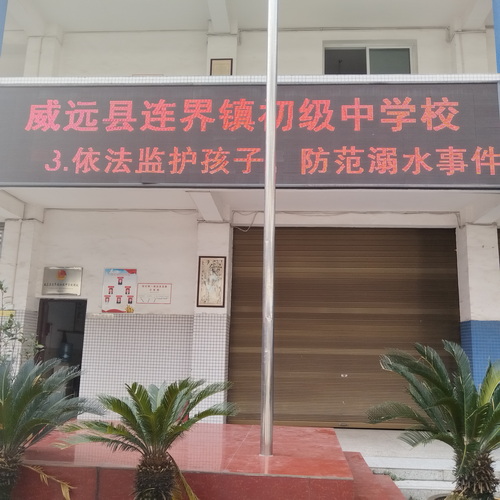 威远县连界镇初级中学校
3.依法监护孩子，防范溺水事件